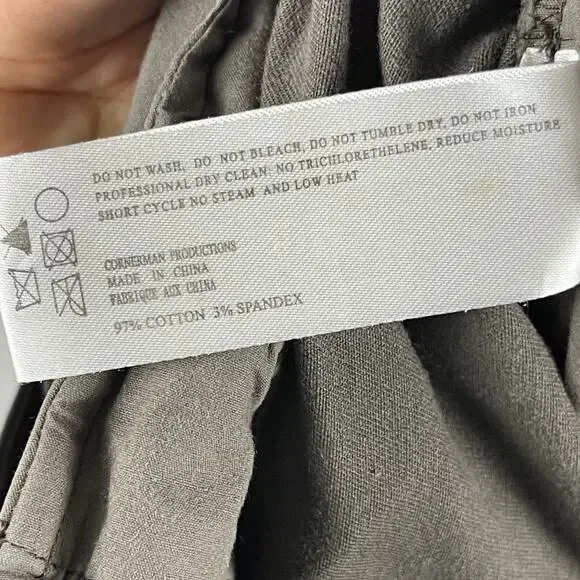 DO NOT WASH, DO NOT BLEACH, DO NOT TUMBLE DRY, DO NOT IRON
PROFESSIONAL DRY CLEAN: NO TRICHLORETHELENE, REDUCE MOISTURE
SHORT CYCLE NO STEAM AND LOW HEAT
CORNERMAN PRODUCTIONS
MADE IN CHINA
FABRIQUE AUX CHINA
97% COTTON 3% SPANDEX